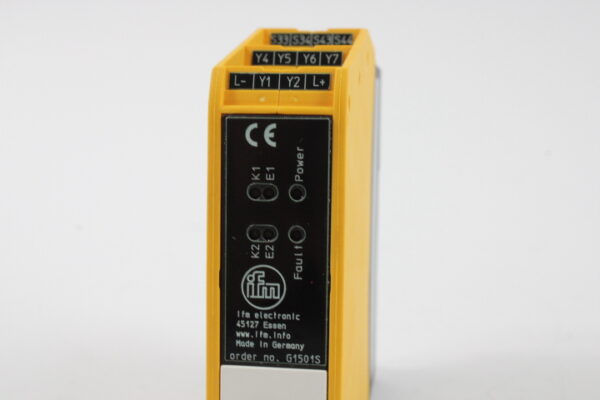 S33 S34 S43 S44
Y4 Y5 Y6 Y7
L- Y1 Y2 L+
CE
K1 E1 Power
K2 E2 Fault
ifm
ifm electronic
45127 Essen
www.ifm.info
Made in Germany
order no. G1501S